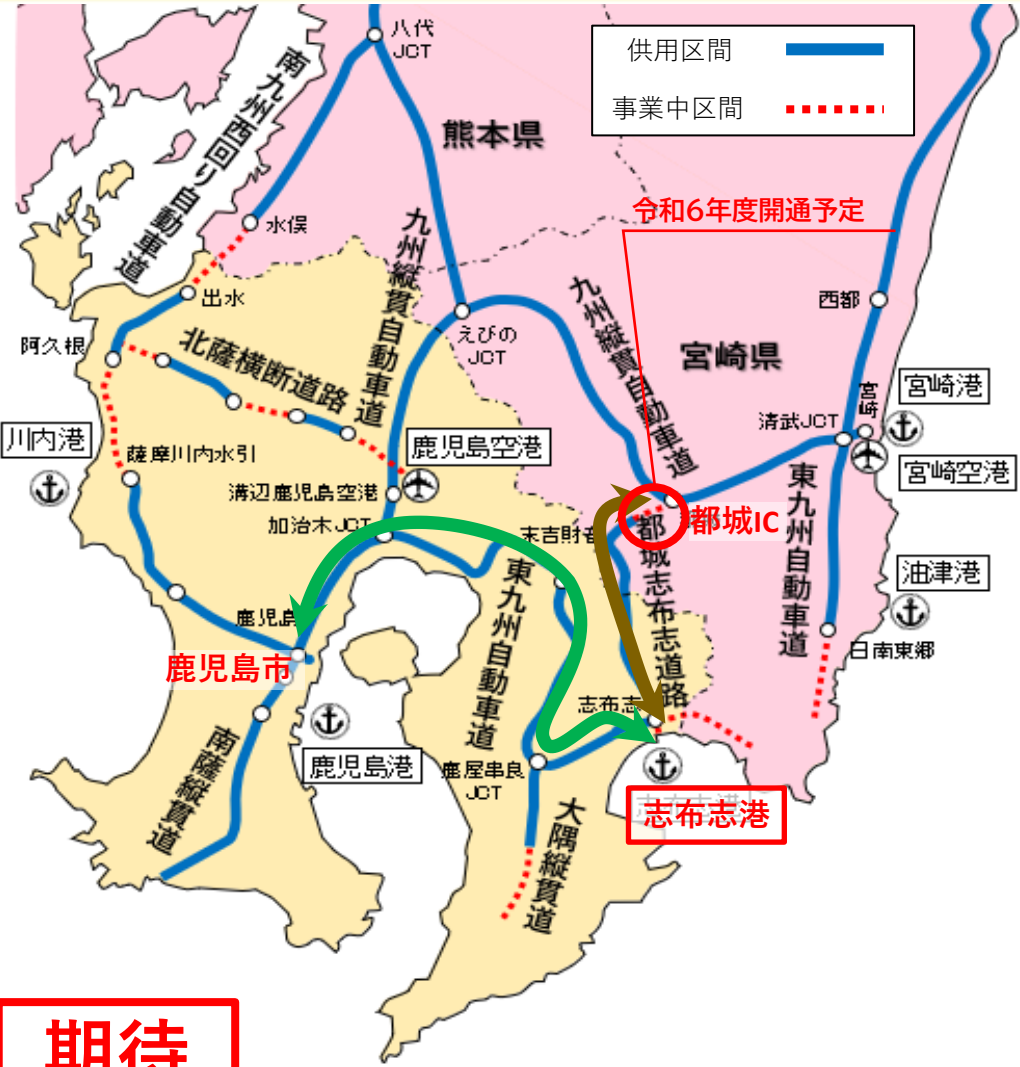 八代
JCT
供用区間
事業中区間
南九州西回り自動車道
熊本県
令和6年度開通予定
九州縦貫自動車道
水俣
出水
西都
えびの
JCT
九州縦貫自動車道
阿久根
北薩横断道路
宮崎県
宮崎
宮崎港
清武JCT
川内港
鹿児島空港
薩摩川内水引
宮崎空港
溝辺鹿児島空港
加治木JCT
末吉財部
都城IC
都城志布志道路
東九州自動車道
東九州自動車道
油津港
鹿児島
日南東郷
鹿児島市
志布志
南薩縦貫道
鹿児島港
鹿屋串良
JCT
志布志港
大隅縦貫道
期待